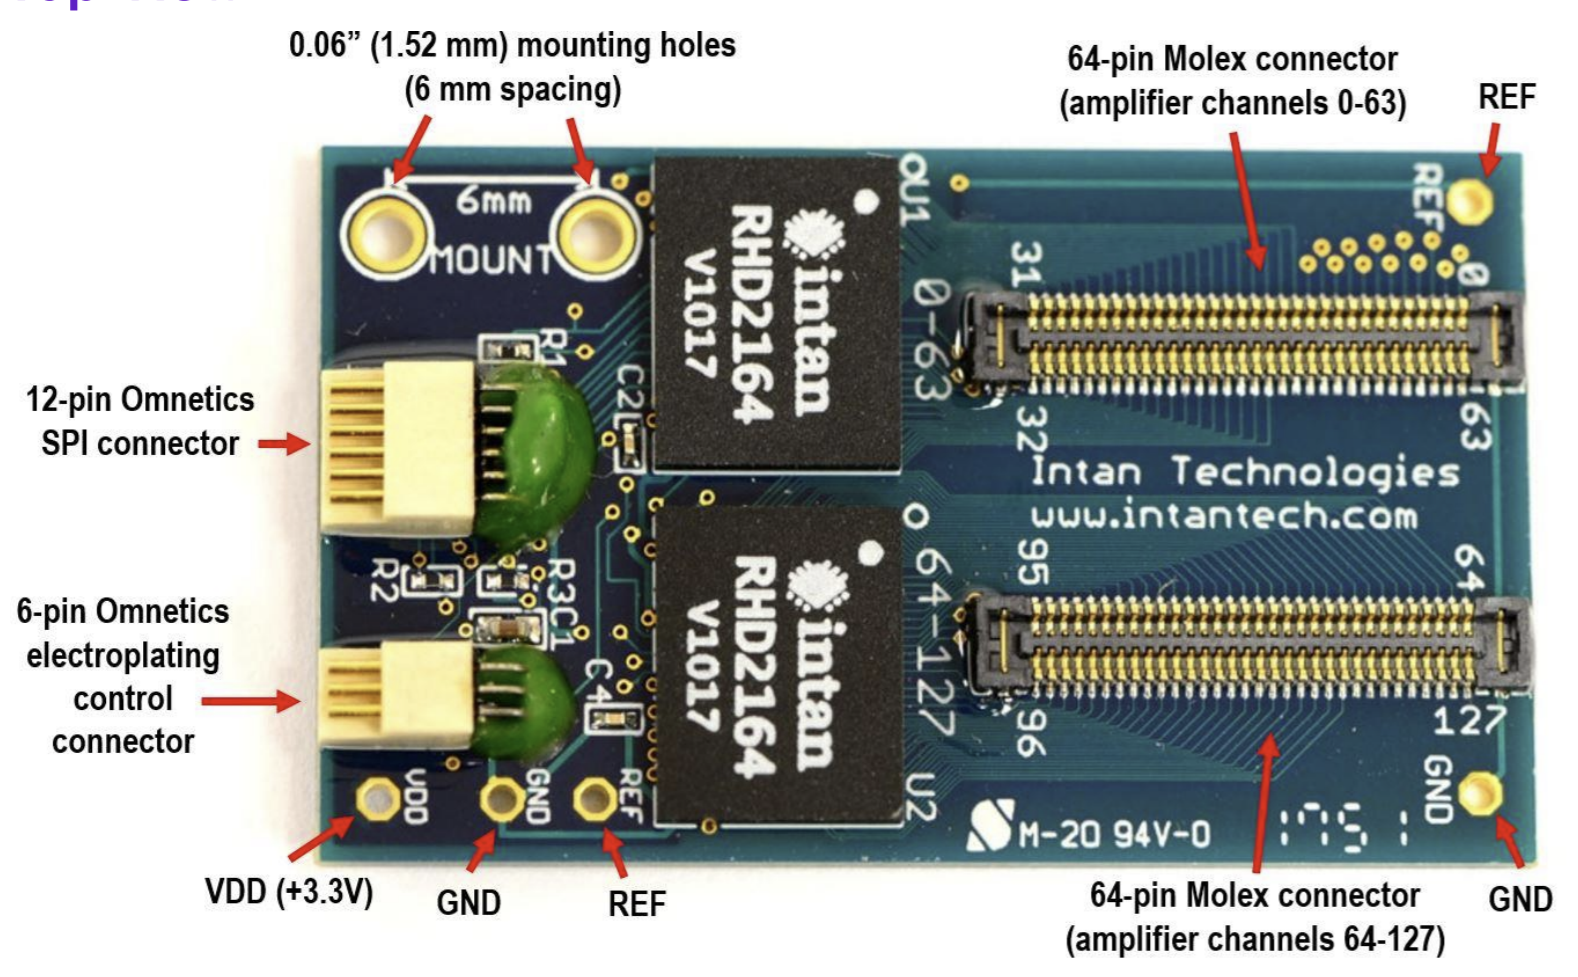 0.06” (1.52 mm) mounting holes
(6 mm spacing)
64-pin Molex connector
(amplifier channels 0-63)
REF
12-pin Omnetics
SPI connector
6-pin Omnetics
electroplating
control
connector
VDD (+3.3V)
GND
REF
64-pin Molex connector
(amplifier channels 64-127)
GND
6mm
MOUNT
R1
C2
R2
R3
C1
C4
VDD
GND
REF
intan
RHD2164
V1017
U1
0-63
intan
RHD2164
V1017
64-127
U2
REF
31
0
32
63
Intan Technologies
www.intantech.com
95
64
96
127
GND
M-20 94V-0